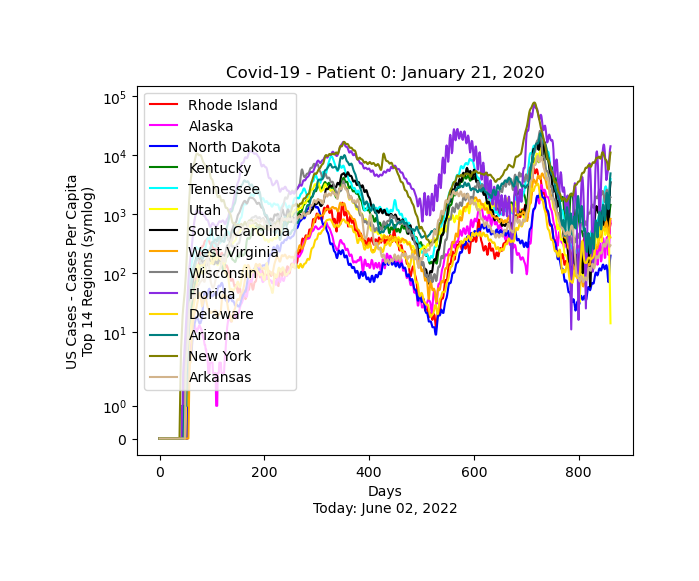 Covid-19 - Patient 0: January 21, 2020
US Cases - Cases Per Capita
Top 14 Regions (symlog)
10^5
10^4
10^3
10^2
10^1
10^0
0
Rhode Island
Alaska
North Dakota
Kentucky
Tennessee
Utah
South Carolina
West Virginia
Wisconsin
Florida
Delaware
Arizona
New York
Arkansas
0 200 400 600 800
Days
Today: June 02, 2022